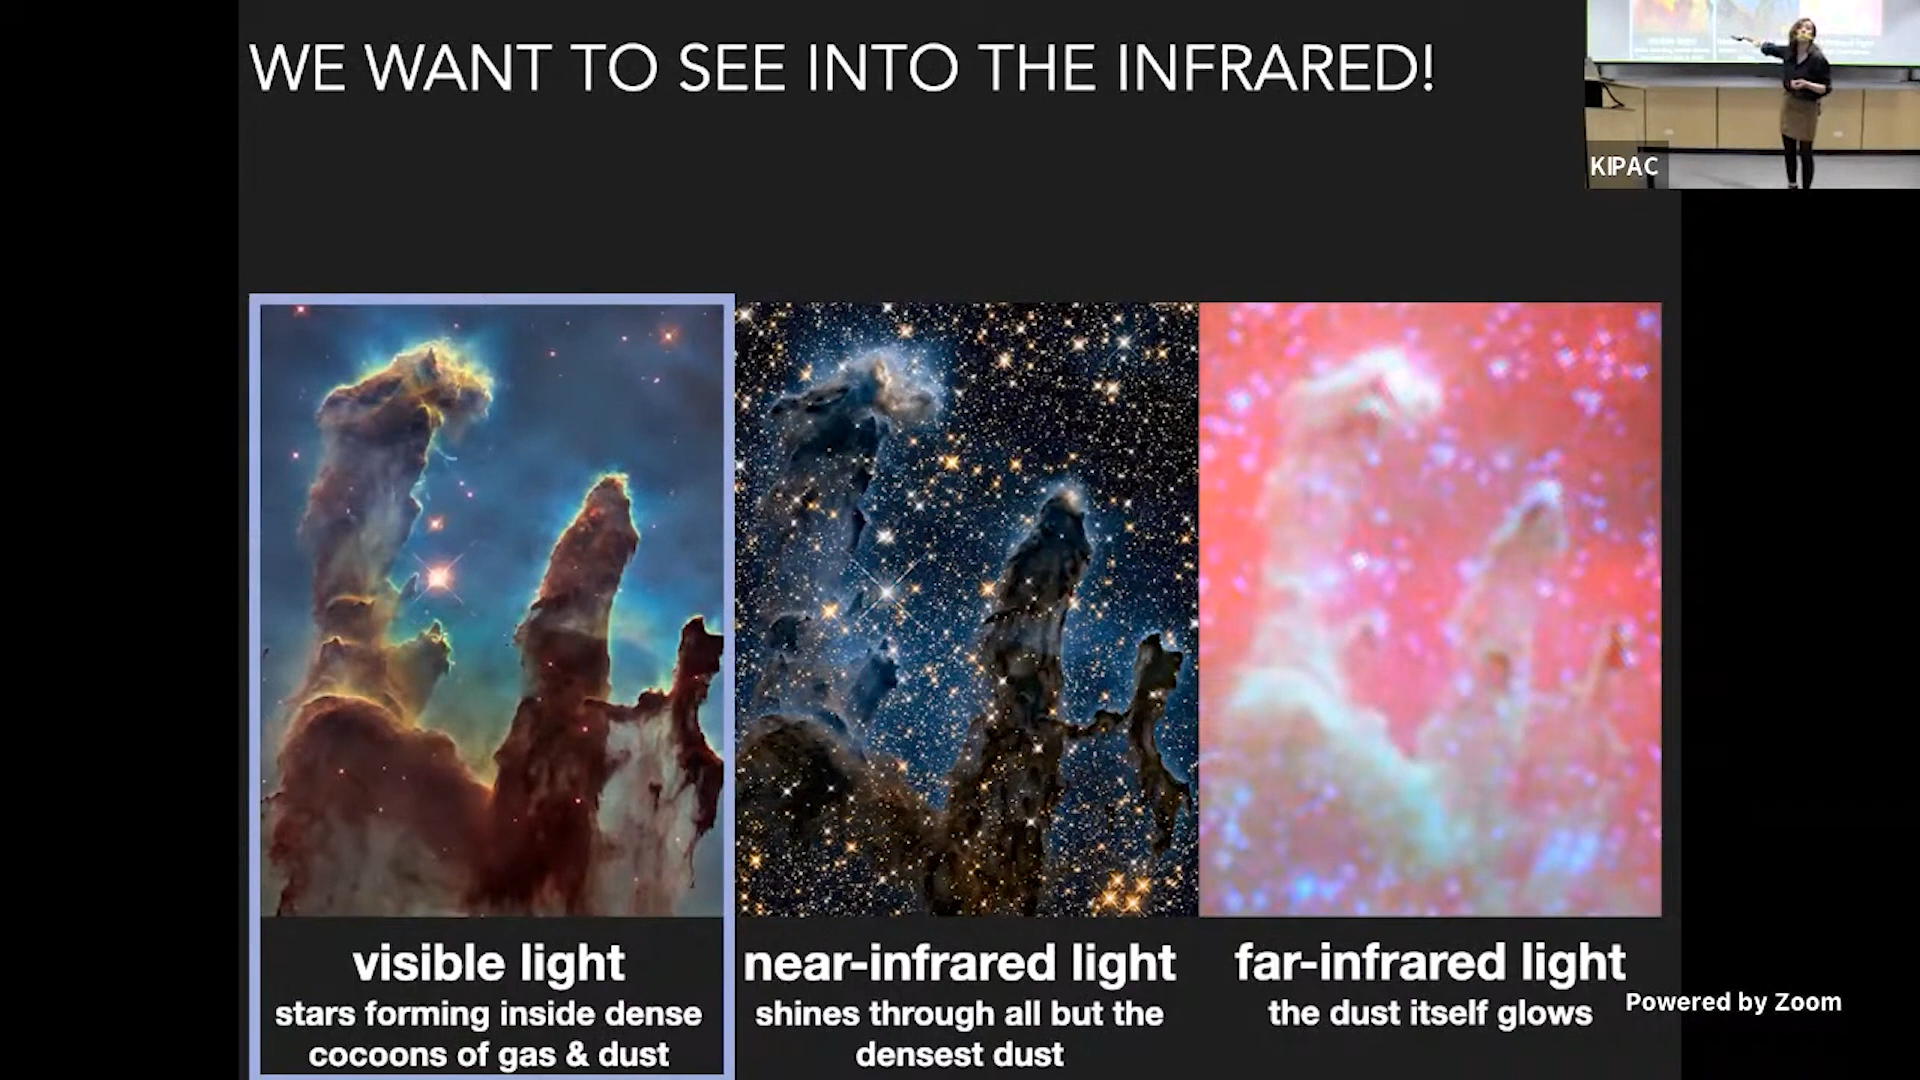 WE WANT TO SEE INTO THE INFRARED!
KIPAC
visible light
stars forming inside dense
cocoons of gas & dust
near-infrared light
shines through all but the
densest dust
far-infrared light
the dust itself glows
Powered by Zoom